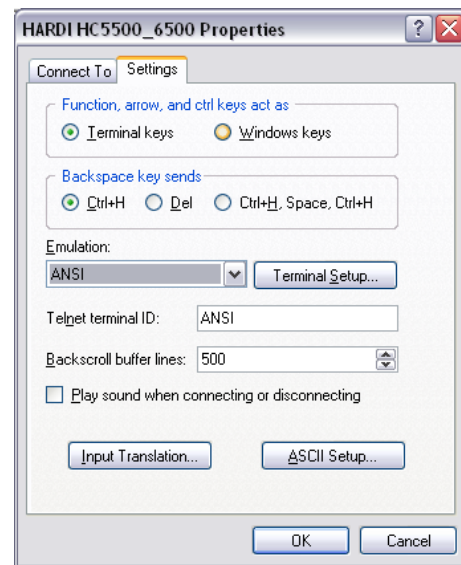 HARDI HC5500_6500 Properties
Connect To Settings
Function, arrow, and ctrl keys act as
Terminal keys Windows keys
Backspace key sends
Ctrl+H Del Ctrl+H, Space, Ctrl+H
Emulation:
ANSI Terminal Setup...
Telnet terminal ID: ANSI
Backscroll buffer lines: 500
Play sound when connecting or disconnecting
Input Translation... ASCII Setup...
OK Cancel